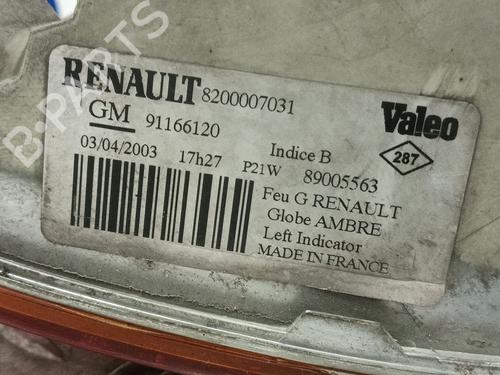 RENAULT 8200007031
GM 91166120
Valeo
Indice B
287
03/04/2003 17h27 P21W 89005563
Feu G RENAULT
Globe AMBRE
Left Indicator
MADE IN FRANCE
B-PARTS